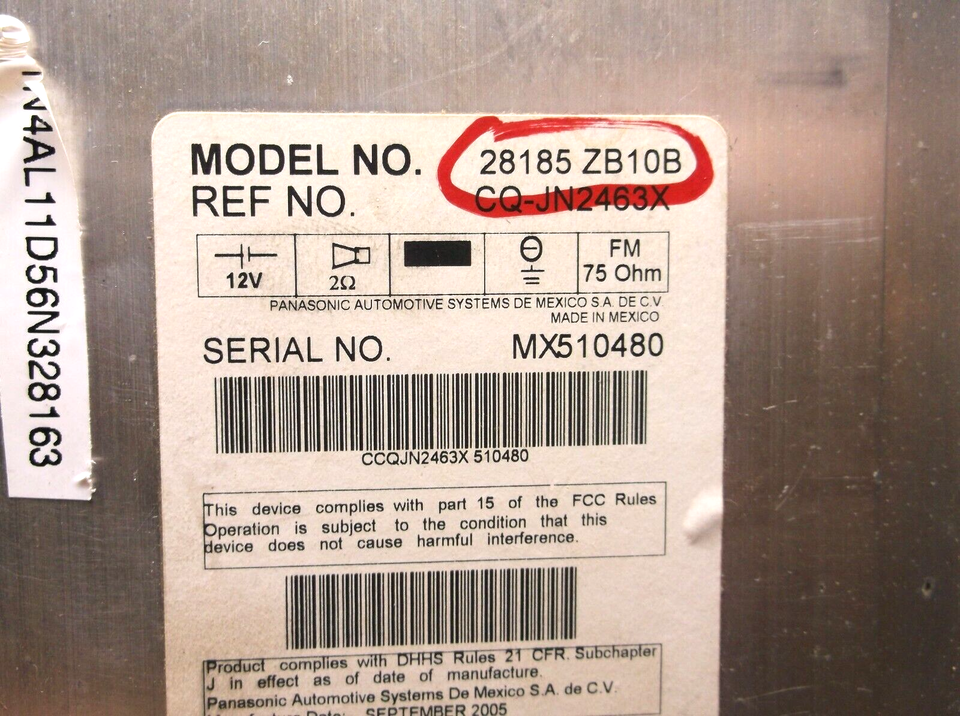 MODEL NO. 28185 ZB10B
REF NO. CQ-JN2463X
12V
2Ω
FM
75 Ohm
PANASONIC AUTOMOTIVE SYSTEMS DE MEXICO S.A. DE C.V.
MADE IN MEXICO
SERIAL NO. MX510480
CCQJN2463X 510480
This device complies with part 15 of the FCC Rules
Operation is subject to the condition that this
device does not cause harmful interference.
Product complies with DHHS Rules 21 CFR. Subchapter
J in effect as of date of manufacture.
Panasonic Automotive Systems De Mexico S.A. de C.V.
Manufacture Date: SEPTEMBER 2005
1N4AL11D56N328163